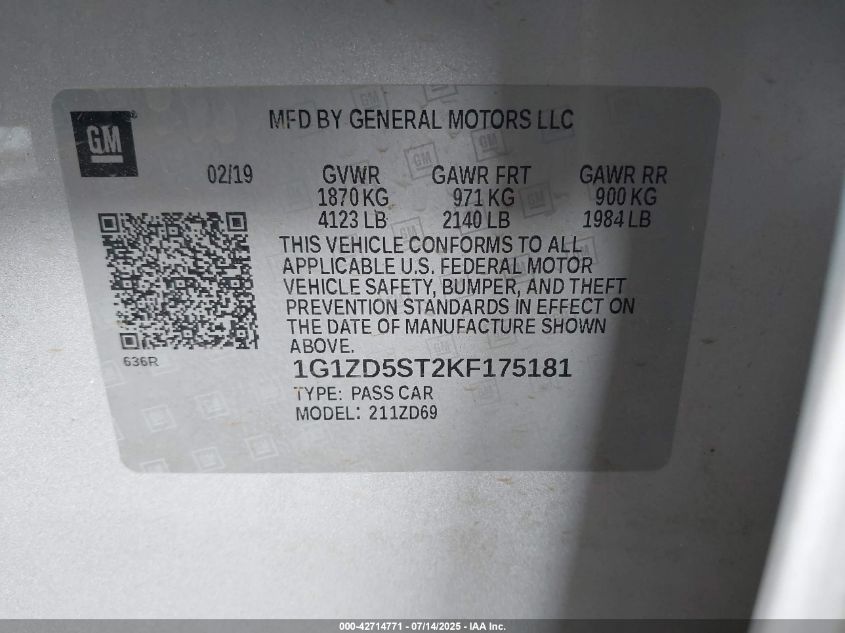 MFD BY GENERAL MOTORS LLC
GM
02/19 GVWR GAWR FRT GAWR RR
1870 KG 971 KG 900 KG
4123 LB 2140 LB 1984 LB
THIS VEHICLE CONFORMS TO ALL
APPLICABLE U.S. FEDERAL MOTOR
VEHICLE SAFETY, BUMPER, AND THEFT
PREVENTION STANDARDS IN EFFECT ON
THE DATE OF MANUFACTURE SHOWN
ABOVE.
636R
1G1ZD5ST2KF175181
TYPE: PASS CAR
MODEL: 211ZD69
000-42714771 - 07/14/2025 - IAA Inc.